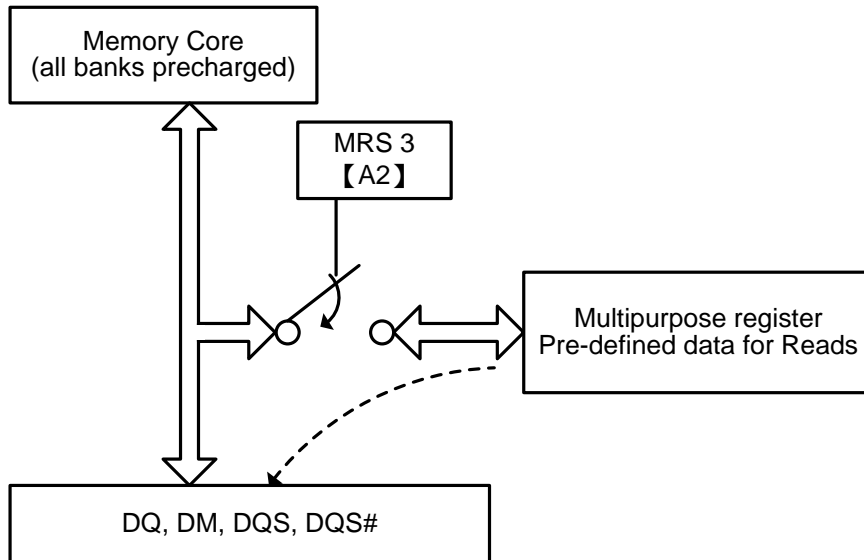 Memory Core
(all banks precharged)
MRS 3
【A2】
Multipurpose register
Pre-defined data for Reads
DQ, DM, DQS, DQS#